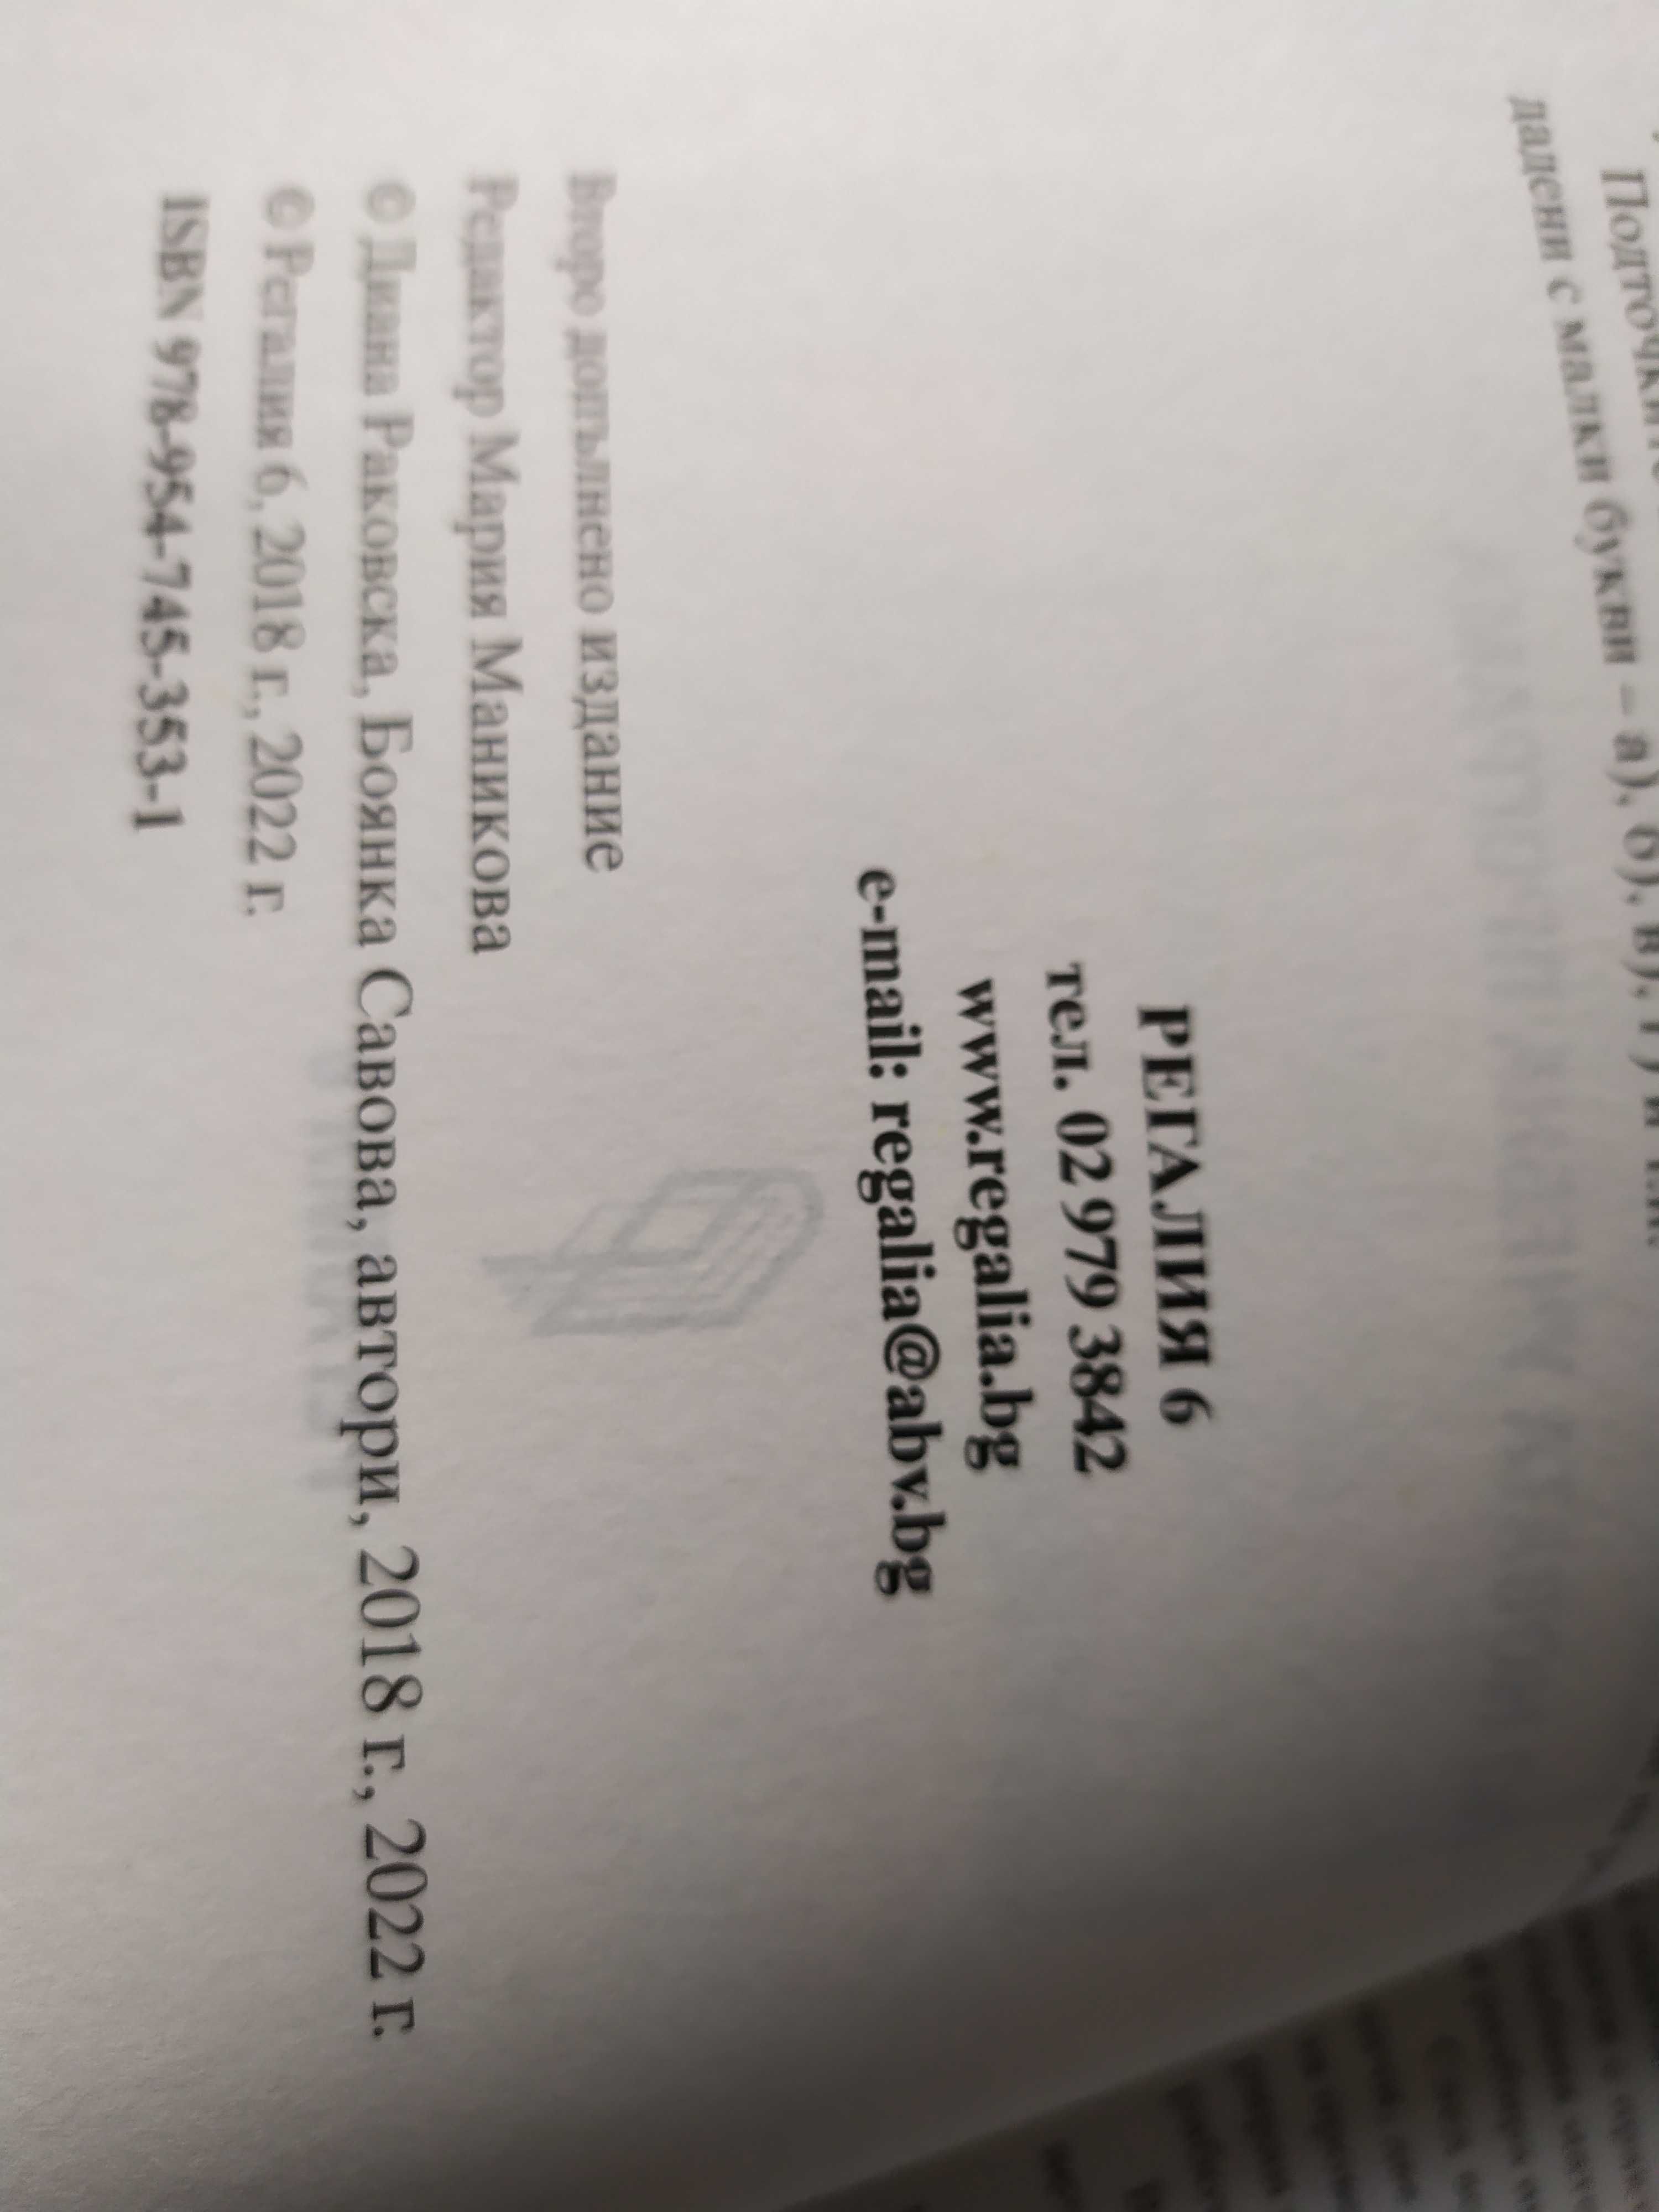 Подточките
дадени с малки букви – а), б), в), г) и т.н.
РЕГАЛИЯ 6
тел. 02 979 3842
www.regalia.bg
e-mail: regalia@abv.bg
Второ допълнено издание
Редактор Мария Маникова
© Диана Раковска, Боянка Савова, автори, 2018 г., 2022 г.
© Регалия 6, 2018 г., 2022 г.
ISBN 978-954-745-353-1